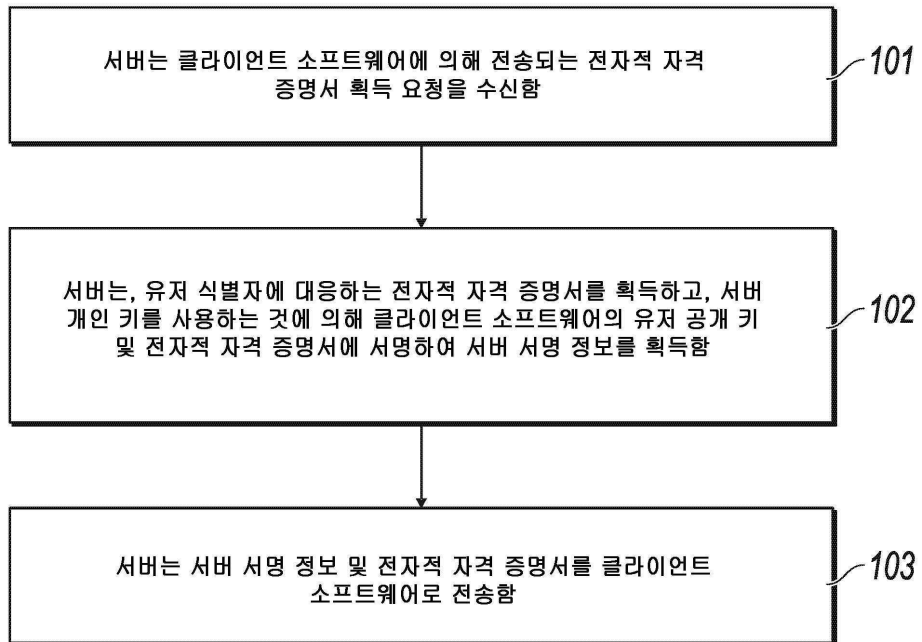 서버는 클라이언트 소프트웨어에 의해 전송되는 전자적 자격
증명서 획득 요청을 수신함
101
서버는, 유저 식별자에 대응하는 전자적 자격 증명서를 획득하고, 서버
개인 키를 사용하는 것에 의해 클라이언트 소프트웨어의 유저 공개 키
및 전자적 자격 증명서에 서명하여 서버 서명 정보를 획득함
102
서버는 서버 서명 정보 및 전자적 자격 증명서를 클라이언트
소프트웨어로 전송함
103